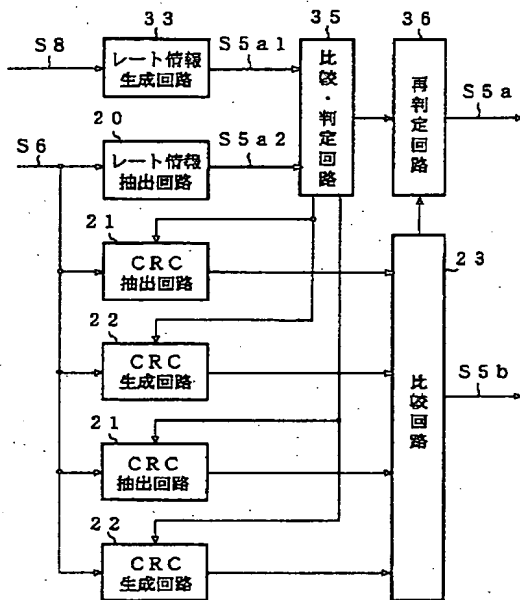 33
35
36
S8
レート情報
生成回路
S5a1
比較・判定回路
再判定回路
S5a
20
S6
レート情報
抽出回路
S5a2
21
CRC
抽出回路
23
22
CRC
生成回路
比較回路
S5b
21
CRC
抽出回路
22
CRC
生成回路